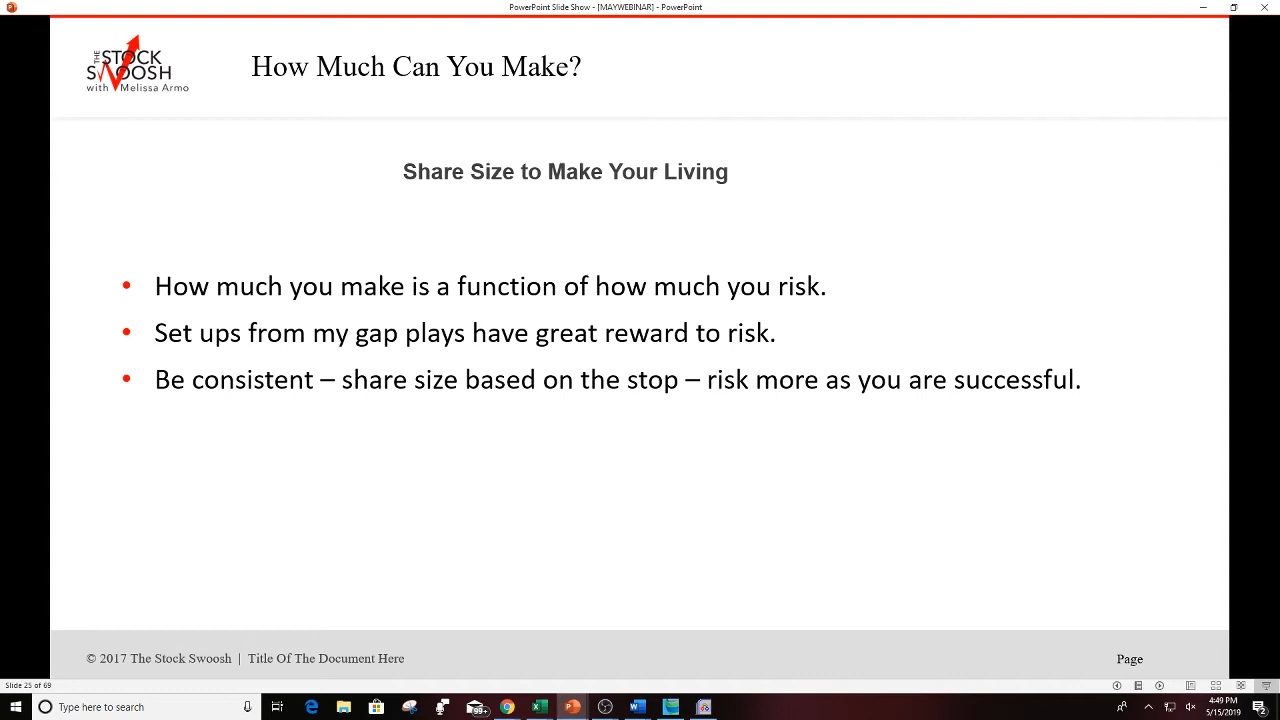 PowerPoint Slide Show - [MAYWEBINAR] - PowerPoint
THE STOCK
SWOOSH
with Melissa Armo
How Much Can You Make?
Share Size to Make Your Living
• How much you make is a function of how much you risk.
• Set ups from my gap plays have great reward to risk.
• Be consistent – share size based on the stop – risk more as you are successful.
© 2017 The Stock Swoosh | Title Of The Document Here
Page
Slide 25 of 69
Type here to search
99+
4:49 PM
5/15/2019
2